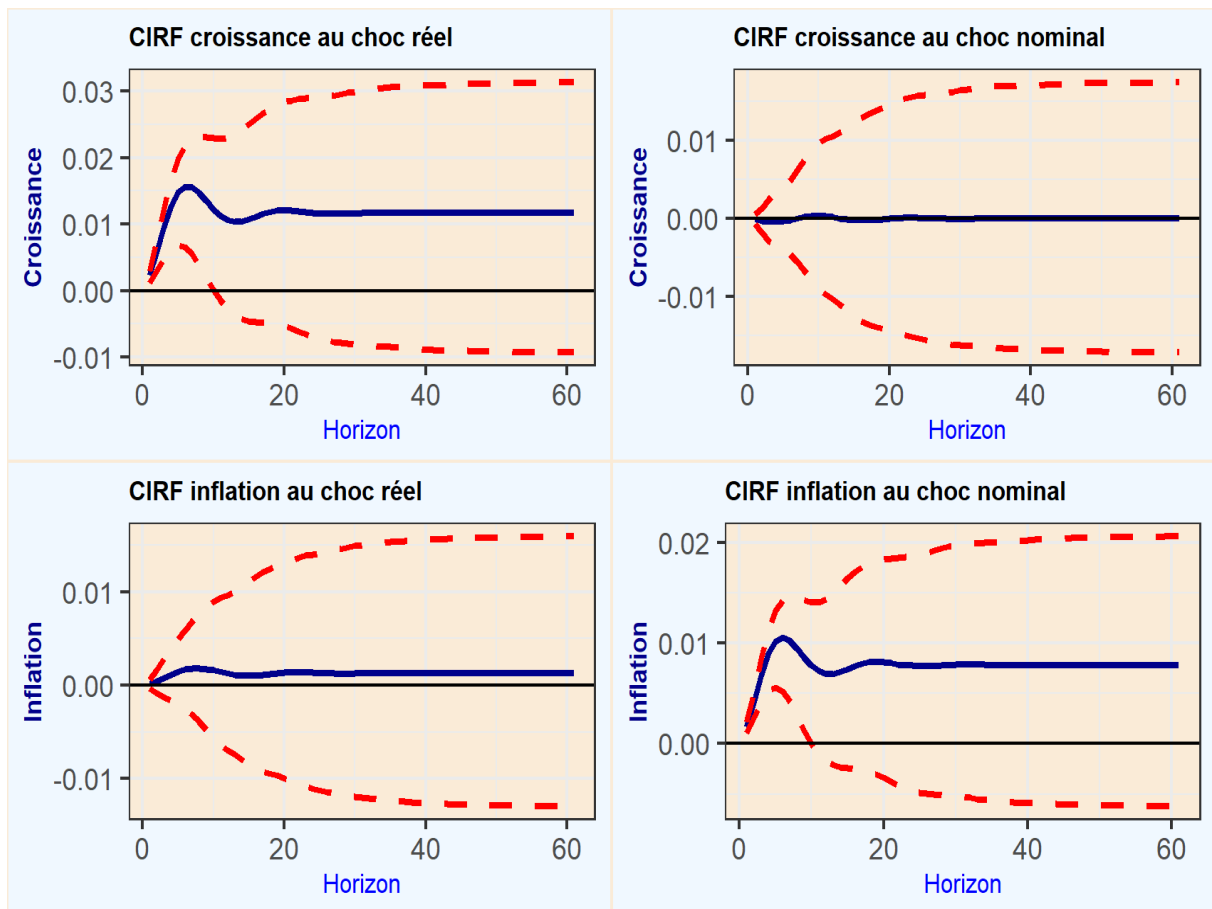 CIRF croissance au choc réel
Croissance
0.03
0.02
0.01
0.00
-0.01
0
20
40
60
Horizon
CIRF croissance au choc nominal
Croissance
0.01
0.00
-0.01
0
20
40
60
Horizon
CIRF inflation au choc réel
Inflation
0.01
0.00
-0.01
0
20
40
60
Horizon
CIRF inflation au choc nominal
Inflation
0.02
0.01
0.00
0
20
40
60
Horizon